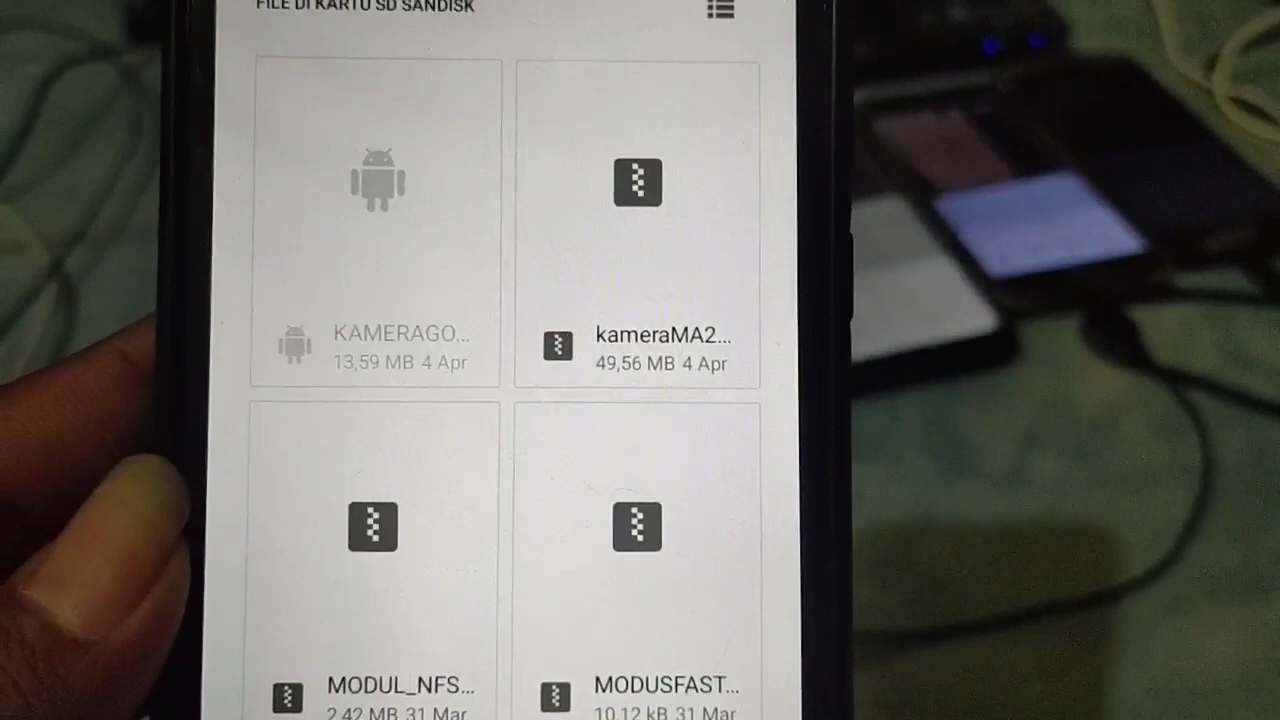 FILE DI KARTU SD SANDISK
KAMERAGO...
13,59 MB 4 Apr
kameraMA2...
49,56 MB 4 Apr
MODUL_NFS...
2,42 MB 31 Mar
MODUSFAST...
10,12 kB 31 Mar